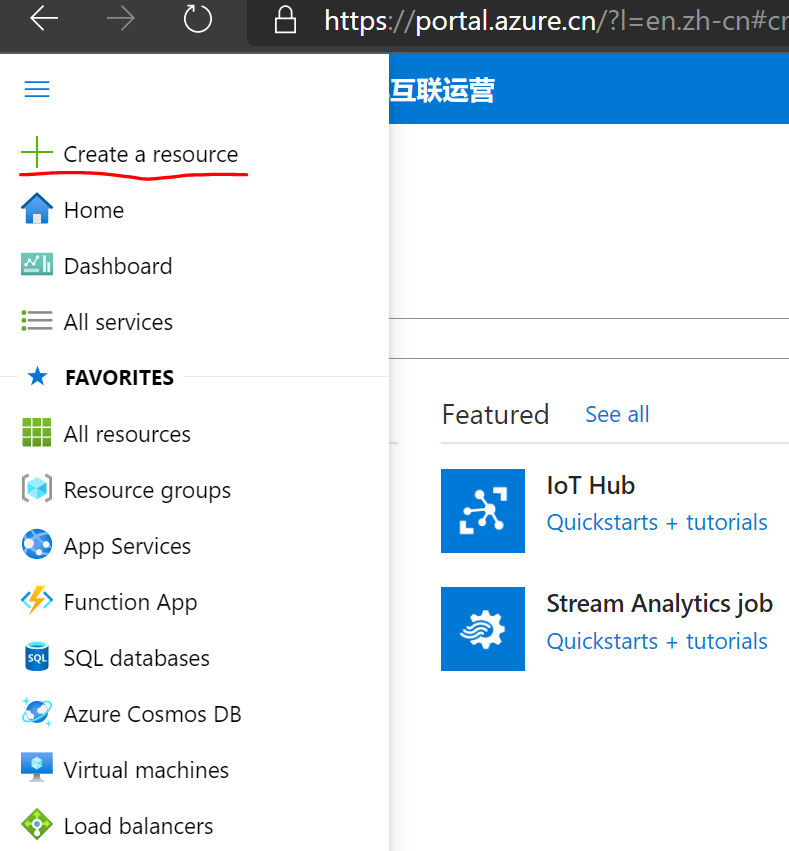 https://portal.azure.cn/?l=en.zh-cn#cr
互联运营
Create a resource
Home
Dashboard
All services
FAVORITES
All resources
Resource groups
App Services
Function App
SQL
SQL databases
Azure Cosmos DB
Virtual machines
Load balancers
Featured
See all
IoT Hub
Quickstarts + tutorials
Stream Analytics job
Quickstarts + tutorials